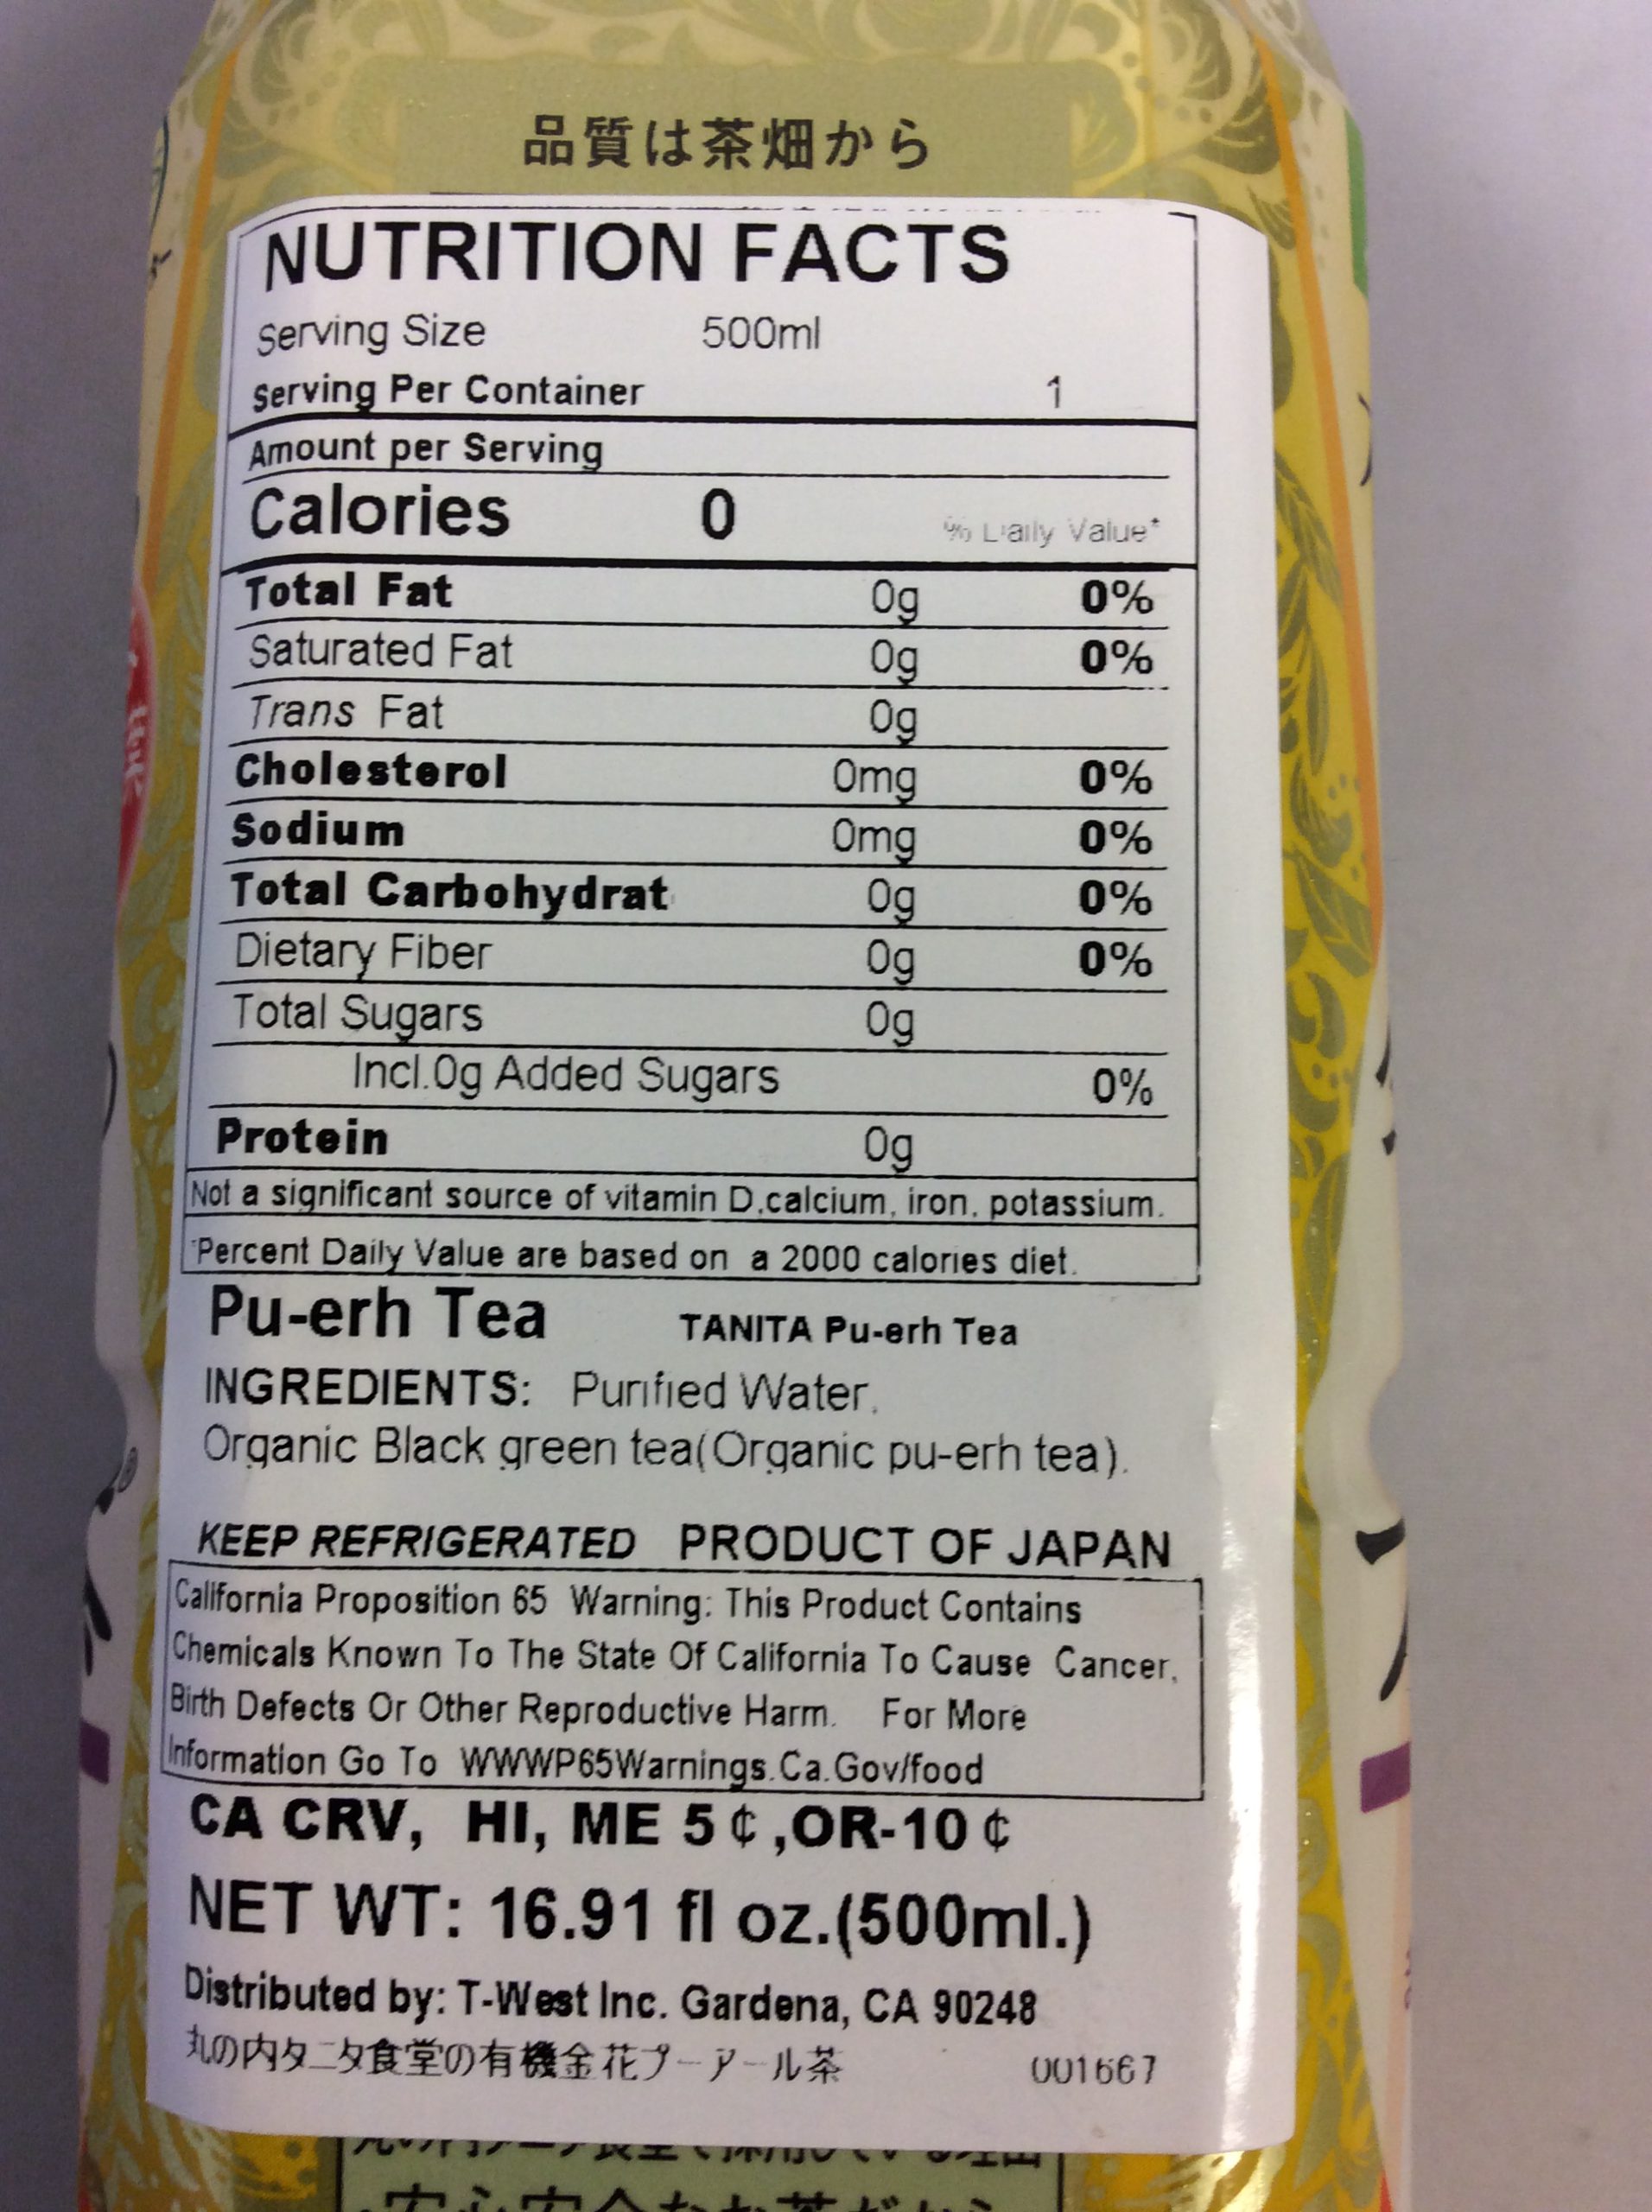 品質は茶畑から
NUTRITION FACTS
Serving Size 500ml
Serving Per Container 1
Amount per Serving
Calories 0 % Daily Value*
Total Fat 0g 0%
Saturated Fat 0g 0%
Trans Fat 0g
Cholesterol 0mg 0%
Sodium 0mg 0%
Total Carbohydrat 0g 0%
Dietary Fiber 0g 0%
Total Sugars 0g
Incl.0g Added Sugars 0%
Protein 0g
Not a significant source of vitamin D,calcium, iron, potassium.
*Percent Daily Value are based on a 2000 calories diet.
Pu-erh Tea TANITA Pu-erh Tea
INGREDIENTS: Purified Water,
Organic Black green tea(Organic pu-erh tea).
KEEP REFRIGERATED PRODUCT OF JAPAN
California Proposition 65 Warning: This Product Contains
Chemicals Known To The State Of California To Cause Cancer,
Birth Defects Or Other Reproductive Harm. For More
Information Go To WWWP65Warnings.Ca.Gov/food
CA CRV, HI, ME 5¢,OR-10¢
NET WT: 16.91 fl oz.(500ml.)
Distributed by: T-West Inc. Gardena, CA 90248
丸の内タニタ食堂の有機金花プーアール茶 001667